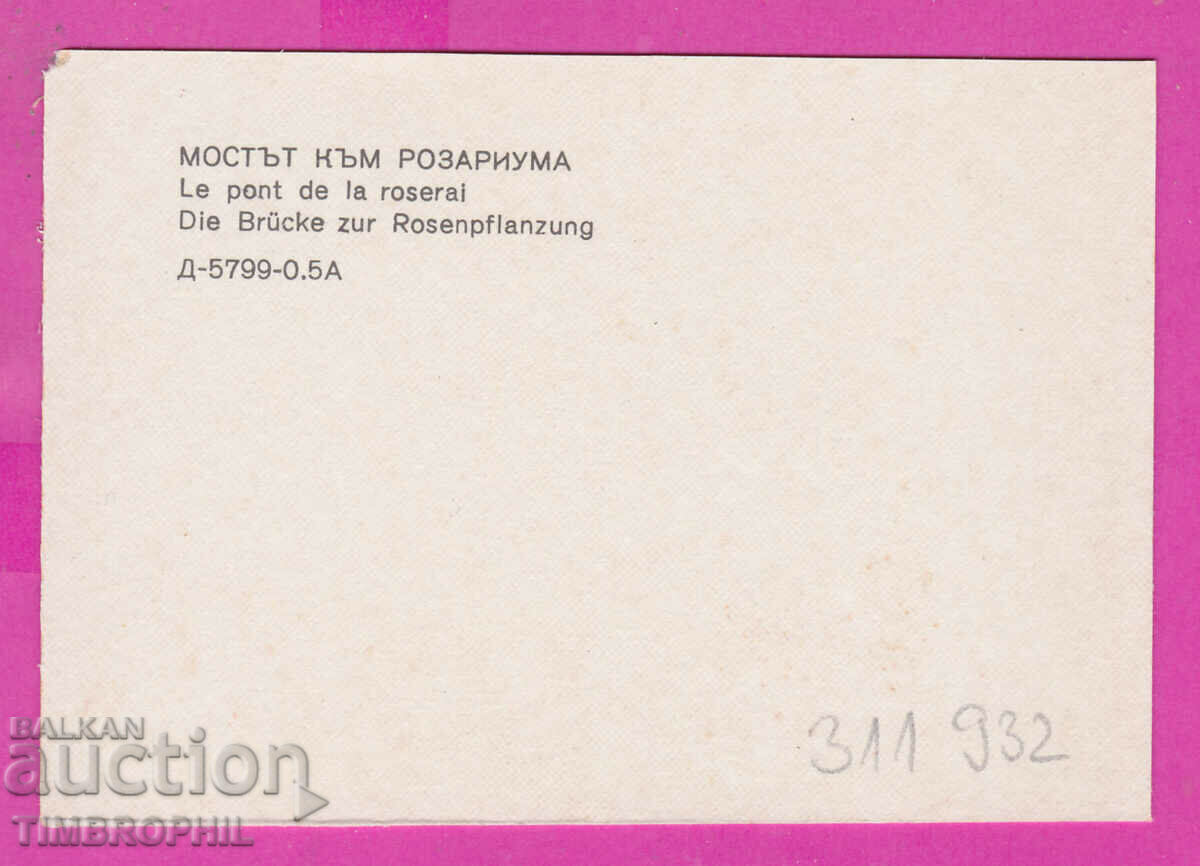 МОСТЪТ КЪМ РОЗАРИУМА
Le pont de la roserai
Die Brücke zur Rosenpflanzung
Д-5799-0.5А
311 932
BALKAN
auction
TIMBROPHIL